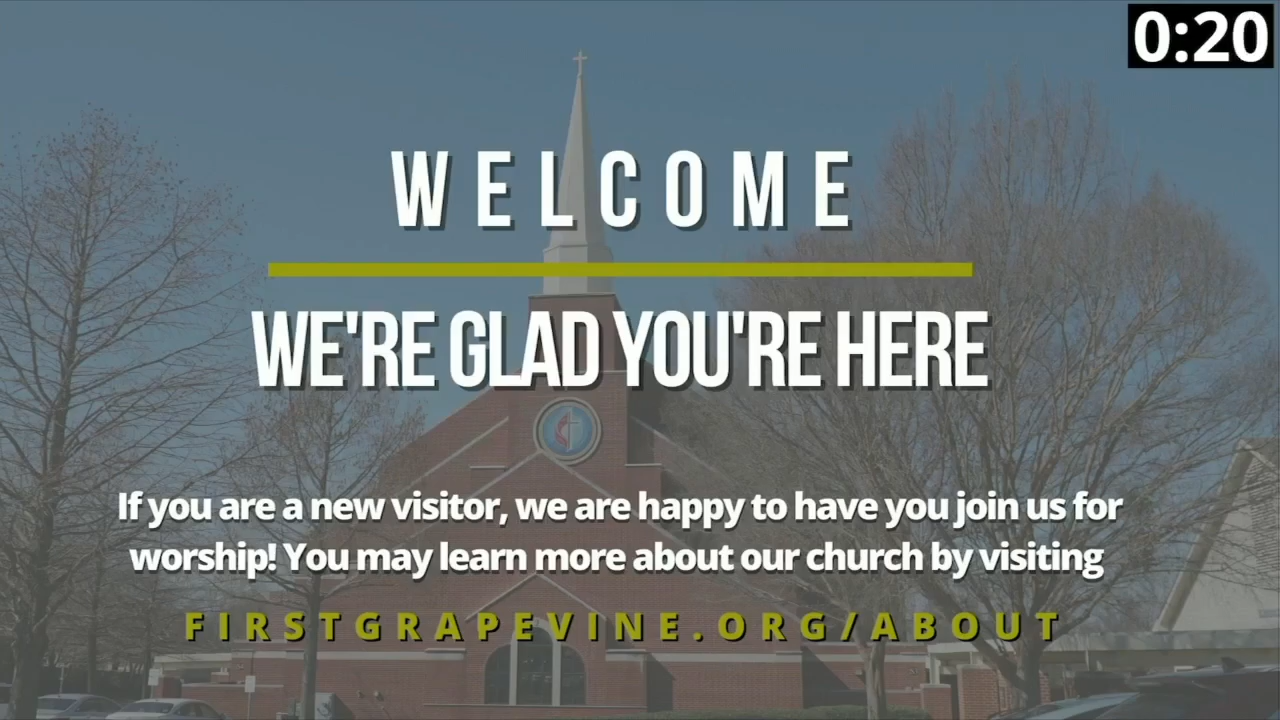 0:20
WELCOME
WE'RE GLAD YOU'RE HERE
If you are a new visitor, we are happy to have you join us for
worship! You may learn more about our church by visiting
FIRSTGRAPEVINE.ORG/ABOUT